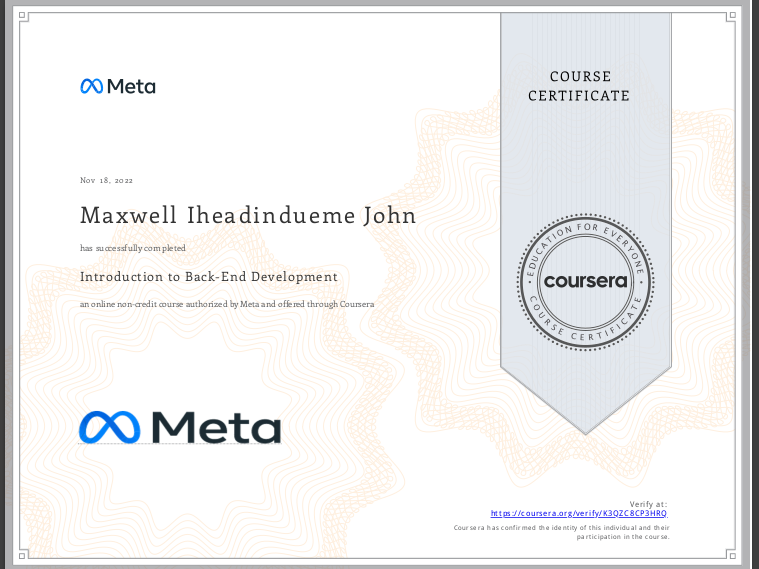 Meta
COURSE
CERTIFICATE
Nov 18, 2022
Maxwell Iheadindueme John
has successfully completed
Introduction to Back-End Development
an online non-credit course authorized by Meta and offered through Coursera
EDUCATION FOR EVERYONE
coursera
COURSE CERTIFICATE
Meta
Verify at:
https://coursera.org/verify/K3QZC8CP3HRQ
Coursera has confirmed the identity of this individual and their
participation in the course.